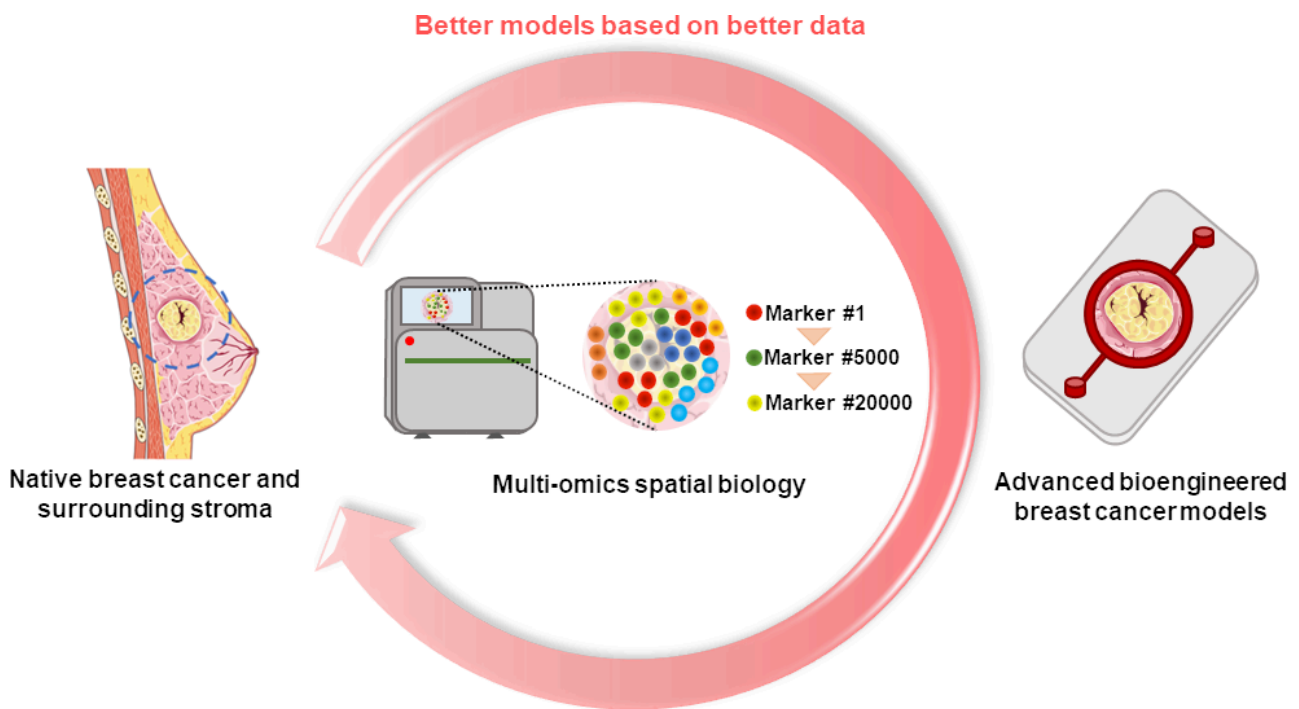 Better models based on better data
Marker #1
Marker #5000
Marker #20000
Native breast cancer and
surrounding stroma
Multi-omics spatial biology
Advanced bioengineered
breast cancer models